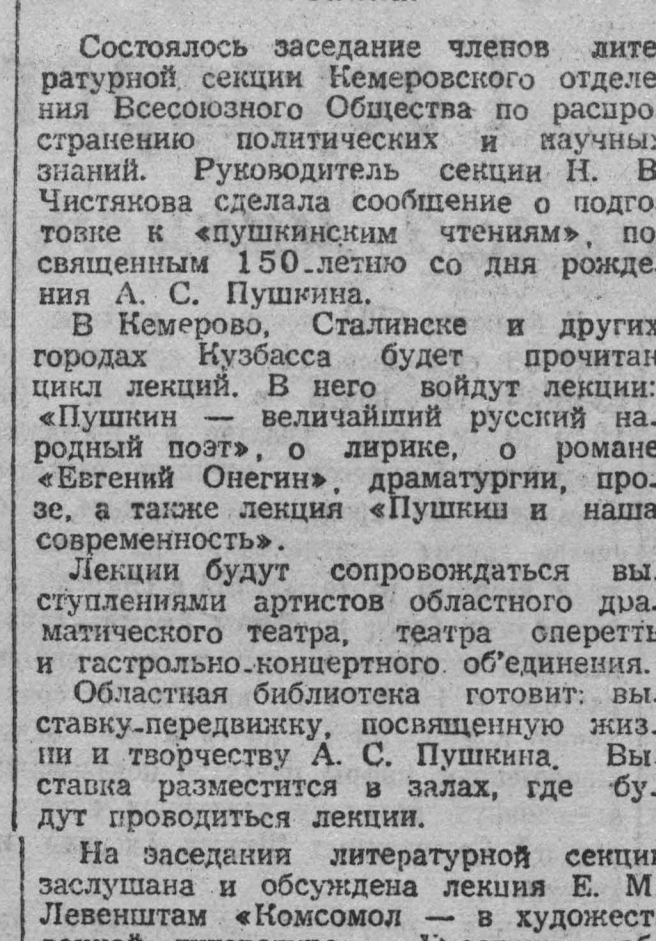 Состоялось заседание членов лите
ратурной секции Кемеровского отделе
ния Всесоюзного Общества по распро
странению политических и научны
знаний. Руководитель секции Н. В
Чистякова сделала сообщение о подго
товке к «пушкинским чтениям», по
священным 150-летию со дня рожде-
ния А. С. Пушкина.
В Кемерово, Сталинске и других
городах Кузбасса будет прочитан
цикл лекций. В него войдут лекции:
«Пушкин — величайший русский на-
родный поэт», о лирике, о романе
«Евгений Онегин», драматургии, про-
зе, а также лекция «Пушкин и наша
современность».
Лекции будут сопровождаться вы-
ступлениями артистов областного дра-
матического театра, театра оперетть
и гастрольно-концертного об'единения.
Областная библиотека готовит: вы-
ставку-передвижку, посвященную жиз-
ни и творчеству А. С. Пушкина. Вы-
ставка разместится в залах, где бу-
дут проводиться лекции.
На заседании литературной секци
заслушана и обсуждена лекция Е. М
Левенштам «Комсомол — в художест